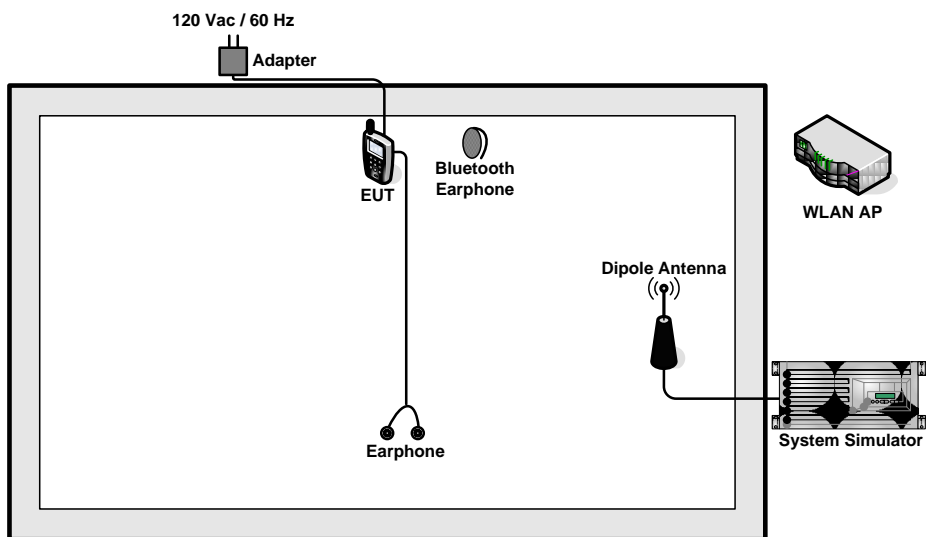 120 Vac / 60 Hz
Adapter
EUT
Bluetooth
Earphone
WLAN AP
Dipole Antenna
System Simulator
Earphone